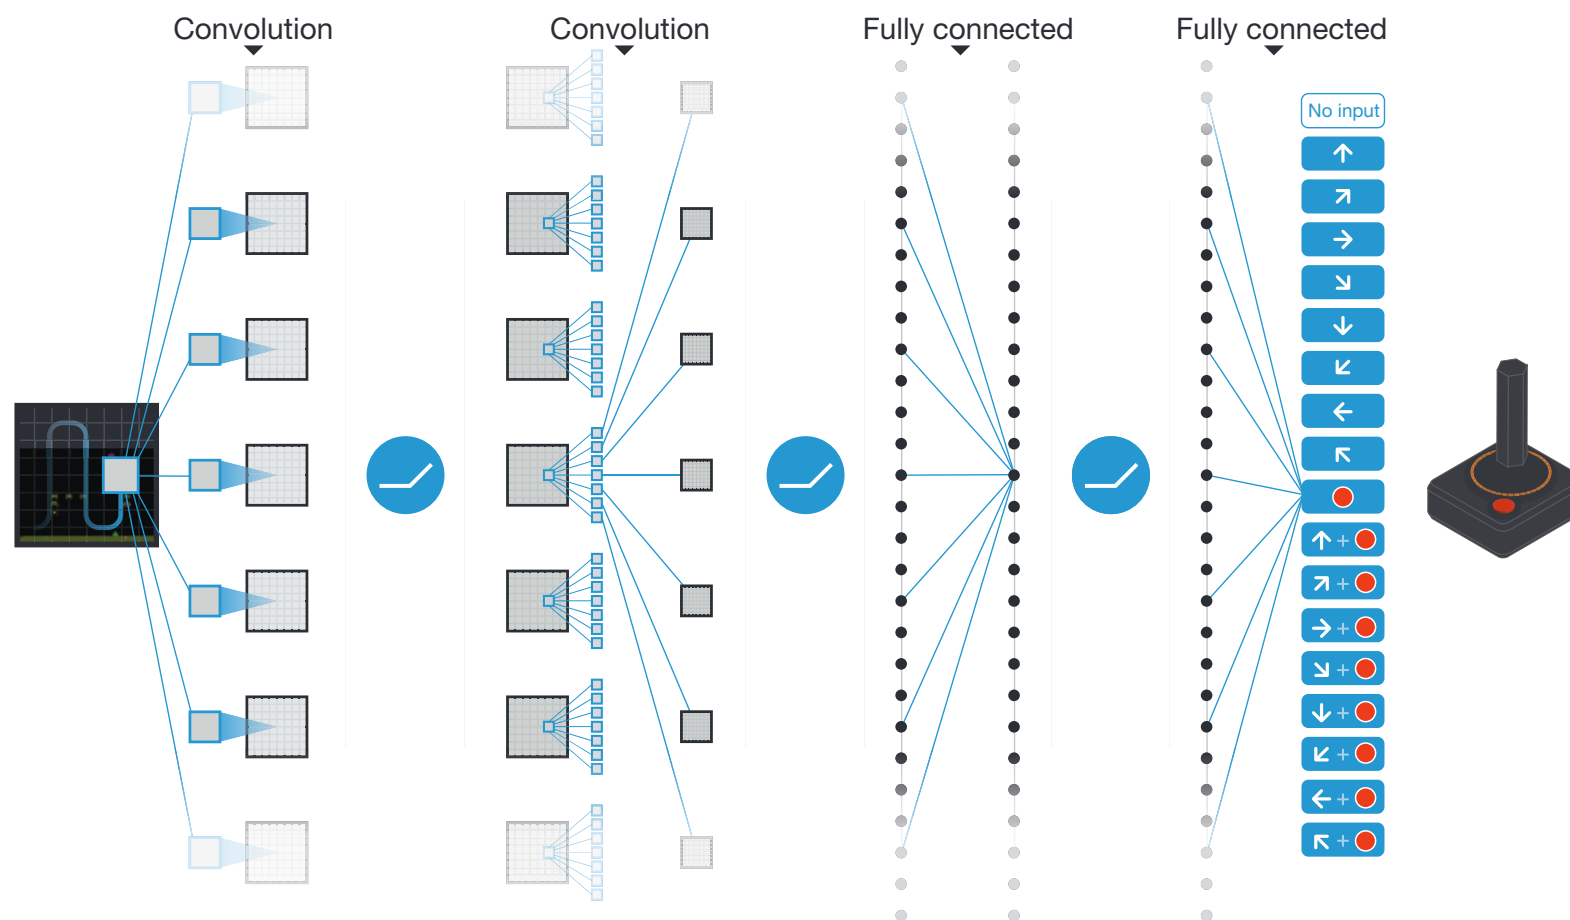 Convolution
Convolution
Fully connected
Fully connected
No input
+
+
+
+
+
+
+
+